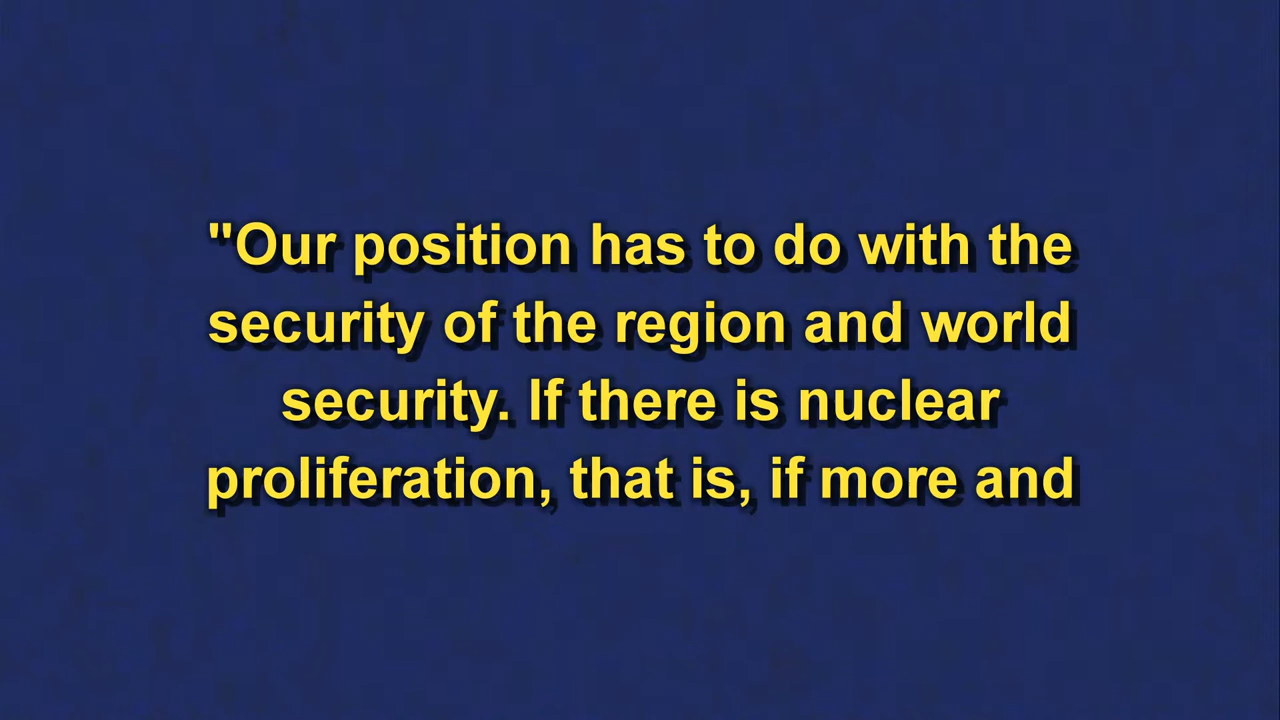 "Our position has to do with the
security of the region and world
security. If there is nuclear
proliferation, that is, if more and